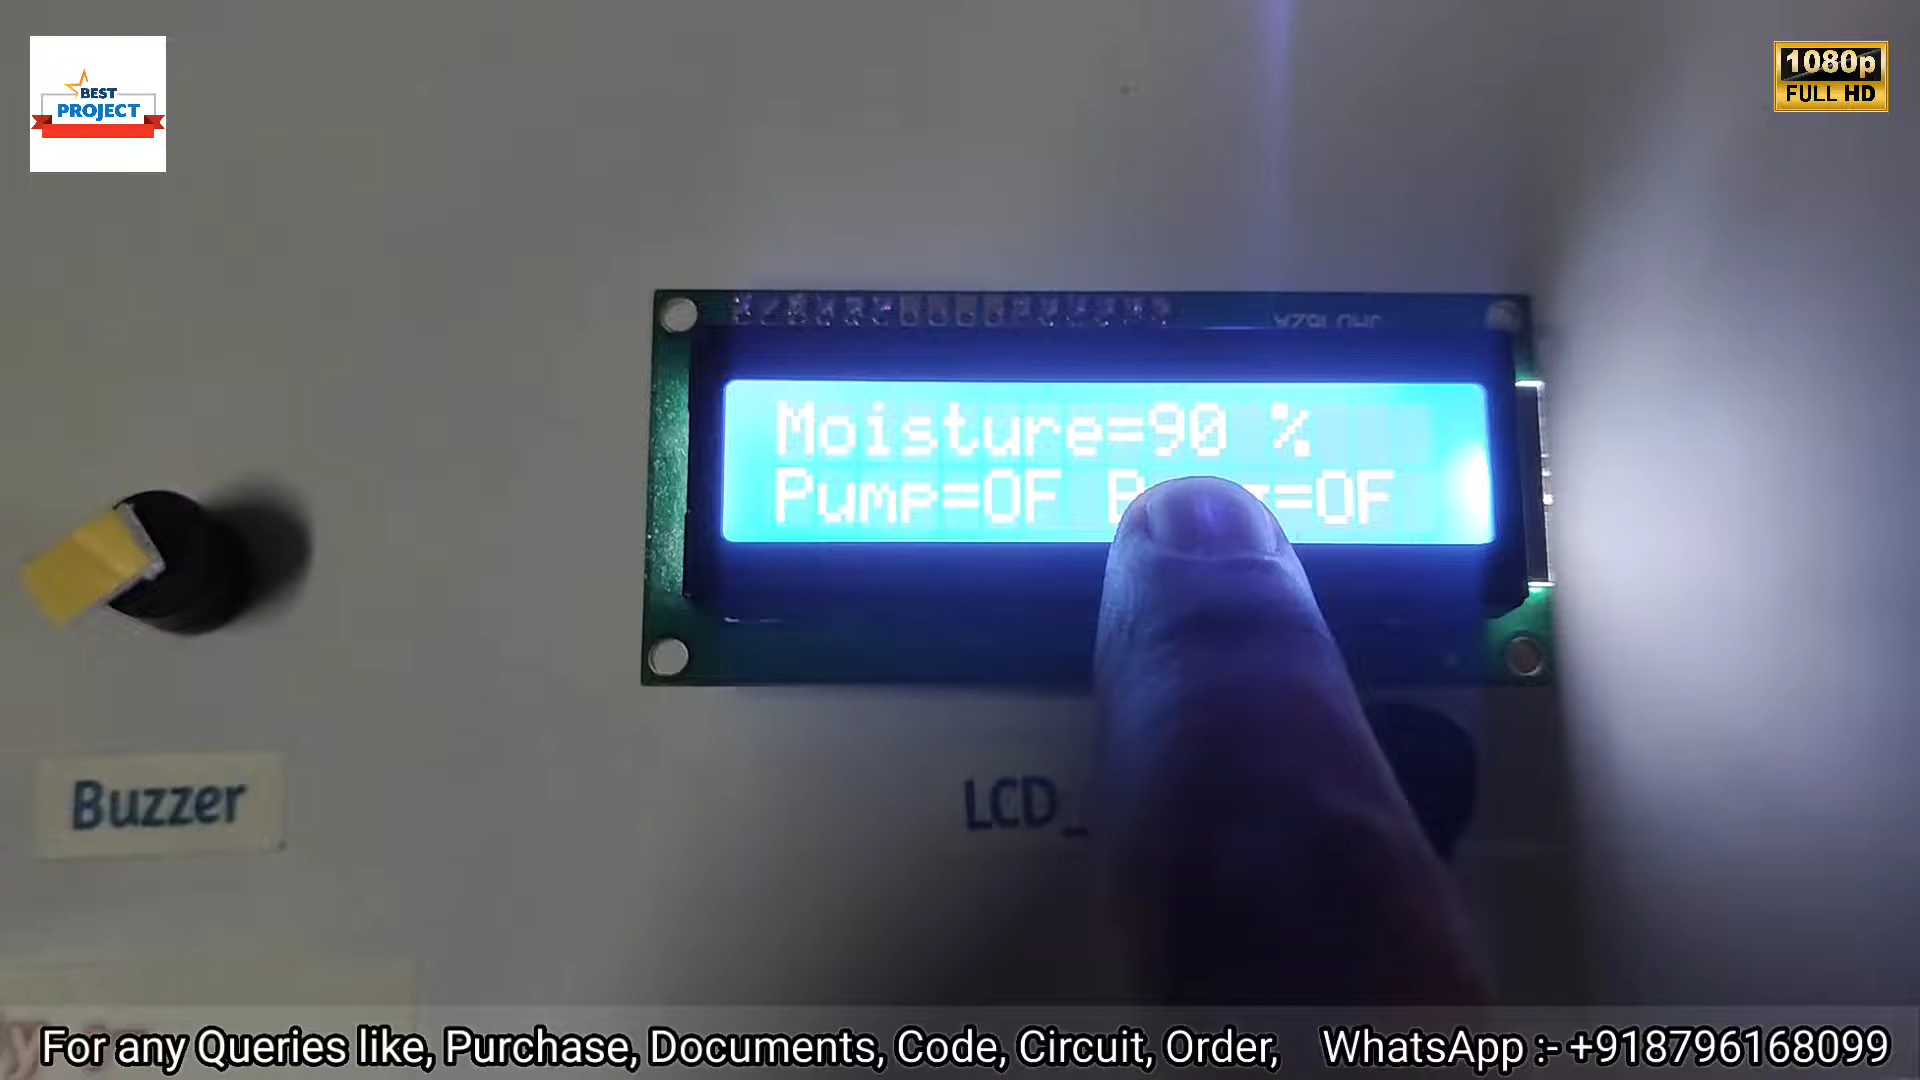 BEST
PROJECT
1080p
FULL HD
Moisture=90 %
Pump=OF =OF
Buzzer
LCD_
For any Queries like, Purchase, Documents, Code, Circuit, Order, WhatsApp :- +918796168099